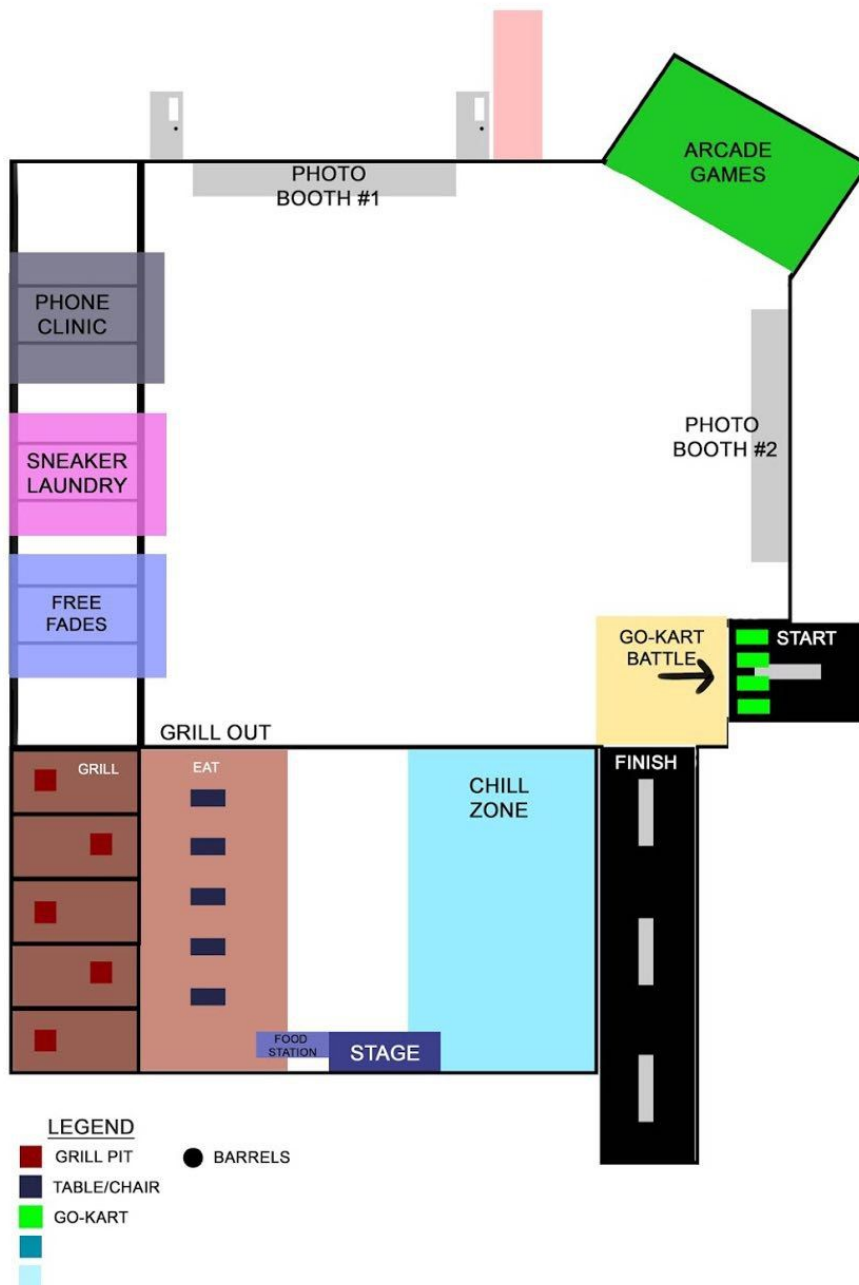 ARCADE
GAMES
PHOTO
BOOTH #1
PHONE
CLINIC
PHOTO
BOOTH #2
SNEAKER
LAUNDRY
FREE
FADES
GO-KART
BATTLE
START
GRILL OUT
GRILL
EAT
CHILL
ZONE
FINISH
FOOD
STATION
STAGE
LEGEND
GRILL PIT
BARRELS
TABLE/CHAIR
GO-KART